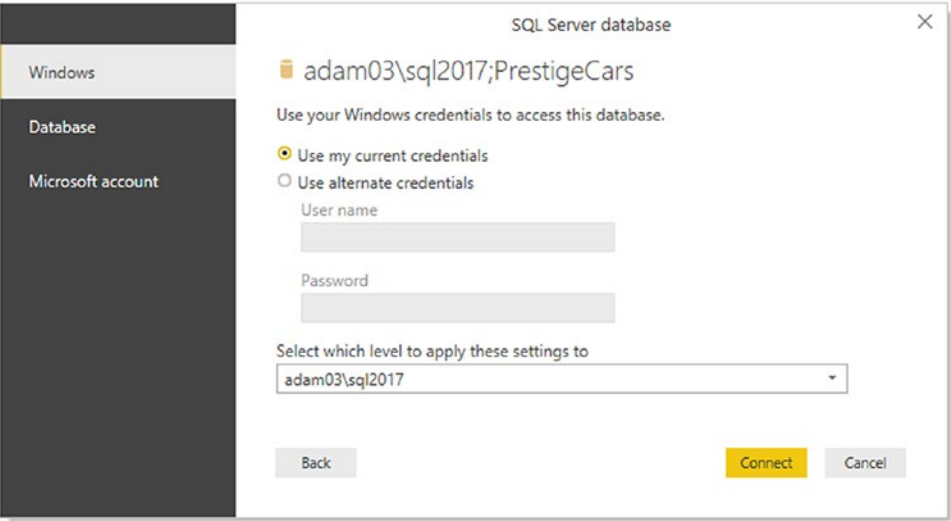 SQL Server database
Windows
Database
Microsoft account
adam03\sql2017;PrestigeCars
Use your Windows credentials to access this database.
Use my current credentials
Use alternate credentials
User name
Password
Select which level to apply these settings to
adam03\sql2017
Back
Connect
Cancel